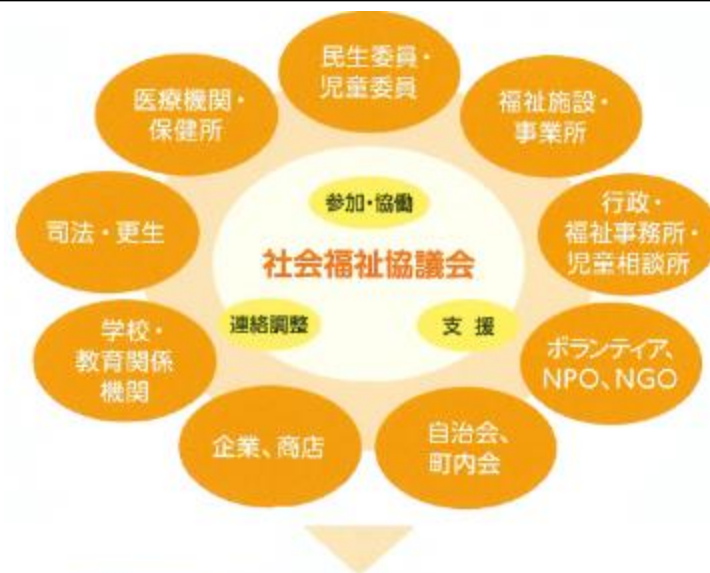 民生委員・
児童委員
医療機関・
保健所
福祉施設・
事業所
参加・協働
司法・更生
行政・
福祉事務所・
児童相談所
社会福祉協議会
連絡調整
支 援
学校・
教育関係
機関
ボランティア、
NPO、NGO
企業、商店
自治会、
町内会